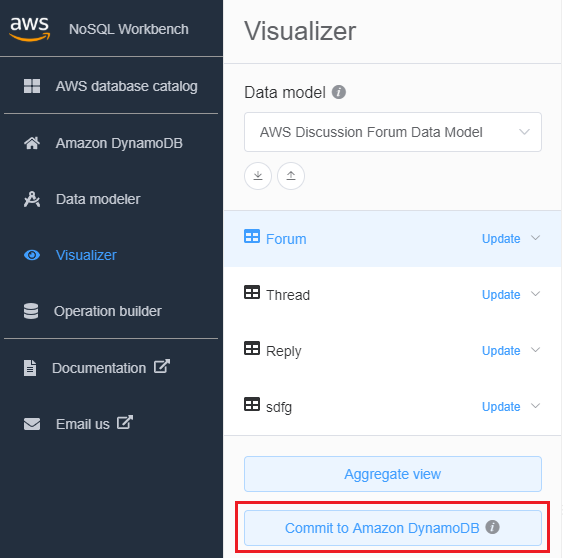 aws NoSQL Workbench
AWS database catalog
Amazon DynamoDB
Data modeler
Visualizer
Operation builder
Documentation
Email us
Visualizer
Data model
AWS Discussion Forum Data Model
Forum Update
Thread Update
Reply Update
sdfg Update
Aggregate view
Commit to Amazon DynamoDB